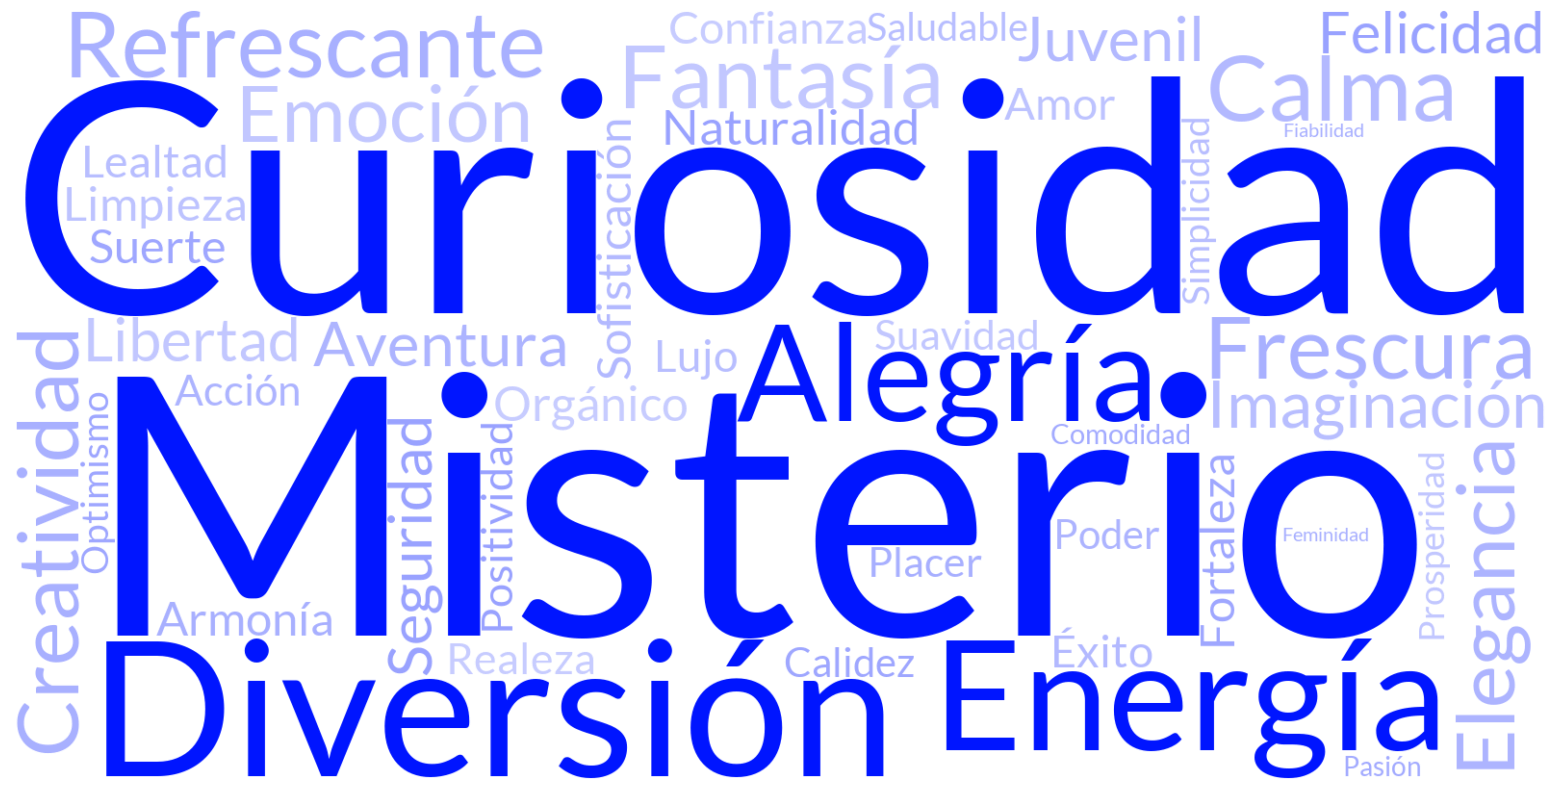 Refrescante
Confianza
Saludable
Juvenil
Felicidad
Fantasía
Calma
Emoción
Amor
Naturalidad
Fiabilidad
Curiosidad
Lealtad
Limpieza
Suerte
Sofisticación
Simplicidad
Libertad
Aventura
Lujo
Alegría
Suavidad
Frescura
Acción
Orgánico
Imaginación
Creatividad
Optimismo
Misterio
Comodidad
Seguridad
Positividad
Placer
Poder
Fortaleza
Feminidad
Prosperidad
Elegancia
Armonía
Realeza
Calidez
Éxito
Diversión
Energía
Pasión